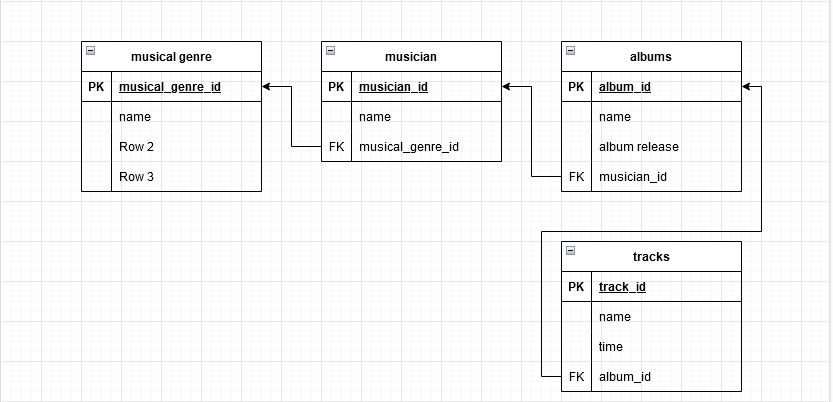 musical genre
PK musical_genre_id
name
Row 2
Row 3
musician
PK musician_id
name
FK musical_genre_id
albums
PK album_id
name
album release
FK musician_id
tracks
PK track_id
name
time
FK album_id